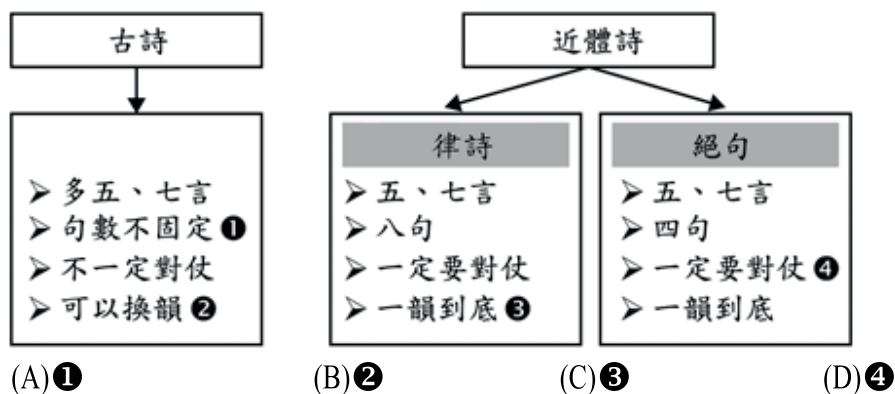 古詩
多五、七言
句數不固定❶
不一定對仗
可以換韻❷
近體詩
律詩
五、七言
八句
一定要對仗
一韻到底❸
絕句
五、七言
四句
一定要對仗❹
一韻到底
(A)❶ (B)❷ (C)❸ (D)❹